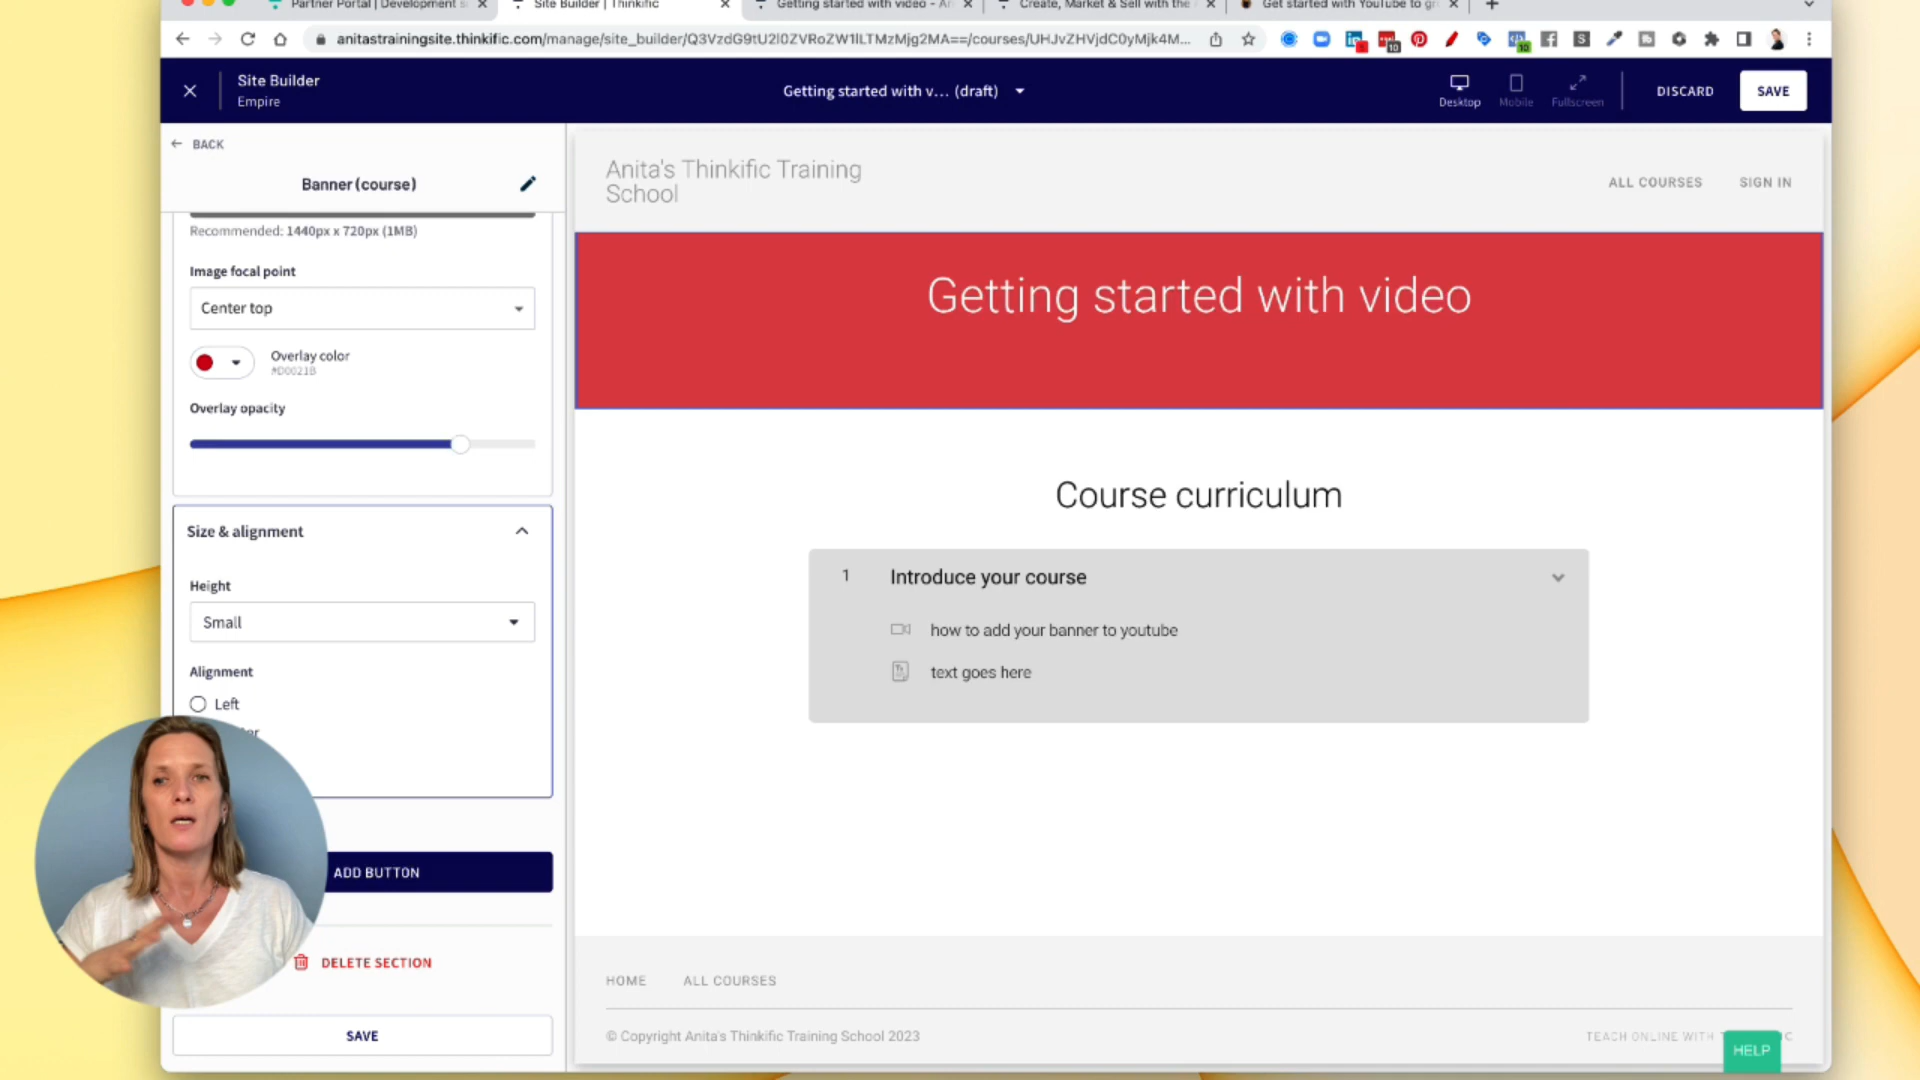 Partner Portal | Development s
Site Builder | Thinkific
Getting started with video - An
Create, Market & Sell with the
Get started with YouTube to gr
anitastrainingsite.thinkific.com/manage/site_builder/Q3VzdG9tU2l0ZVRoZW1lLTMzMjg2MA==/courses/UHJvZHVjdC0yMjk4M...
Site Builder
Empire
Getting started with v... (draft)
Desktop
Mobile
Fullscreen
DISCARD
SAVE
BACK
Banner (course)
Recommended: 1440px x 720px (1MB)
Image focal point
Center top
Overlay color
#D0021B
Overlay opacity
Size & alignment
Height
Small
Alignment
Left
ADD BUTTON
DELETE SECTION
SAVE
Anita's Thinkific Training
School
ALL COURSES
SIGN IN
Getting started with video
Course curriculum
1 Introduce your course
how to add your banner to youtube
text goes here
HOME
ALL COURSES
© Copyright Anita's Thinkific Training School 2023
TEACH ONLINE WITH
HELP